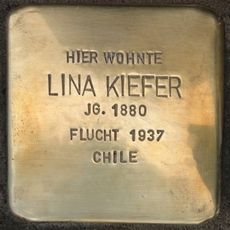 HIER WOHNTE
LINA KIEFER
JG. 1880
FLUCHT 1937
CHILE